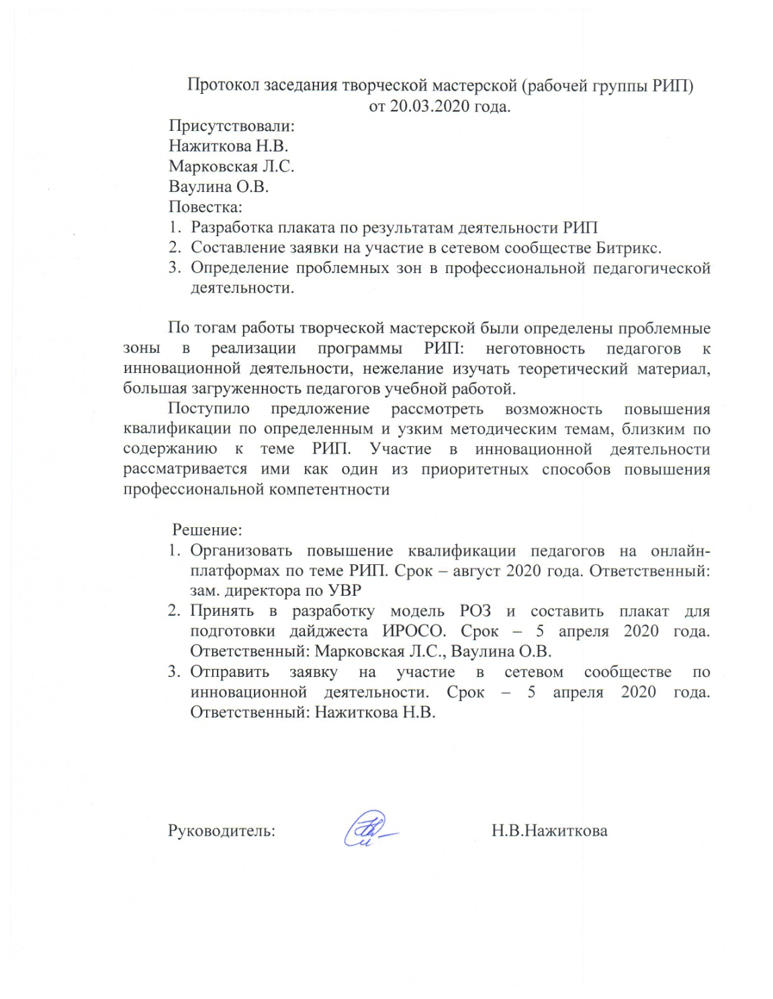 Протокол заседания творческой мастерской (рабочей группы РИП)
от 20.03.2020 года.
Присутствовали:
Нажиткова Н.В.
Марковская Л.С.
Ваулина О.В.
Повестка:
1. Разработка плаката по результатам деятельности РИП
2. Составление заявки на участие в сетевом сообществе Битрикс.
3. Определение проблемных зон в профессиональной педагогической
деятельности.
По тогам работы творческой мастерской были определены проблемные
зоны в реализации программы РИП: неготовность педагогов к
инновационной деятельности, нежелание изучать теоретический материал,
большая загруженность педагогов учебной работой.
Поступило предложение рассмотреть возможность повышения
квалификации по определенным и узким методическим темам, близким по
содержанию к теме РИП. Участие в инновационной деятельности
рассматривается ими как один из приоритетных способов повышения
профессиональной компетентности
Решение:
1. Организовать повышение квалификации педагогов на онлайн-
платформах по теме РИП. Срок – август 2020 года. Ответственный:
зам. директора по УВР
2. Принять в разработку модель РОЗ и составить плакат для
подготовки дайджеста ИРОСО. Срок – 5 апреля 2020 года.
Ответственный: Марковская Л.С., Ваулина О.В.
3. Отправить заявку на участие в сетевом сообществе по
инновационной деятельности. Срок – 5 апреля 2020 года.
Ответственный: Нажиткова Н.В.
Руководитель: Н.В.Нажиткова